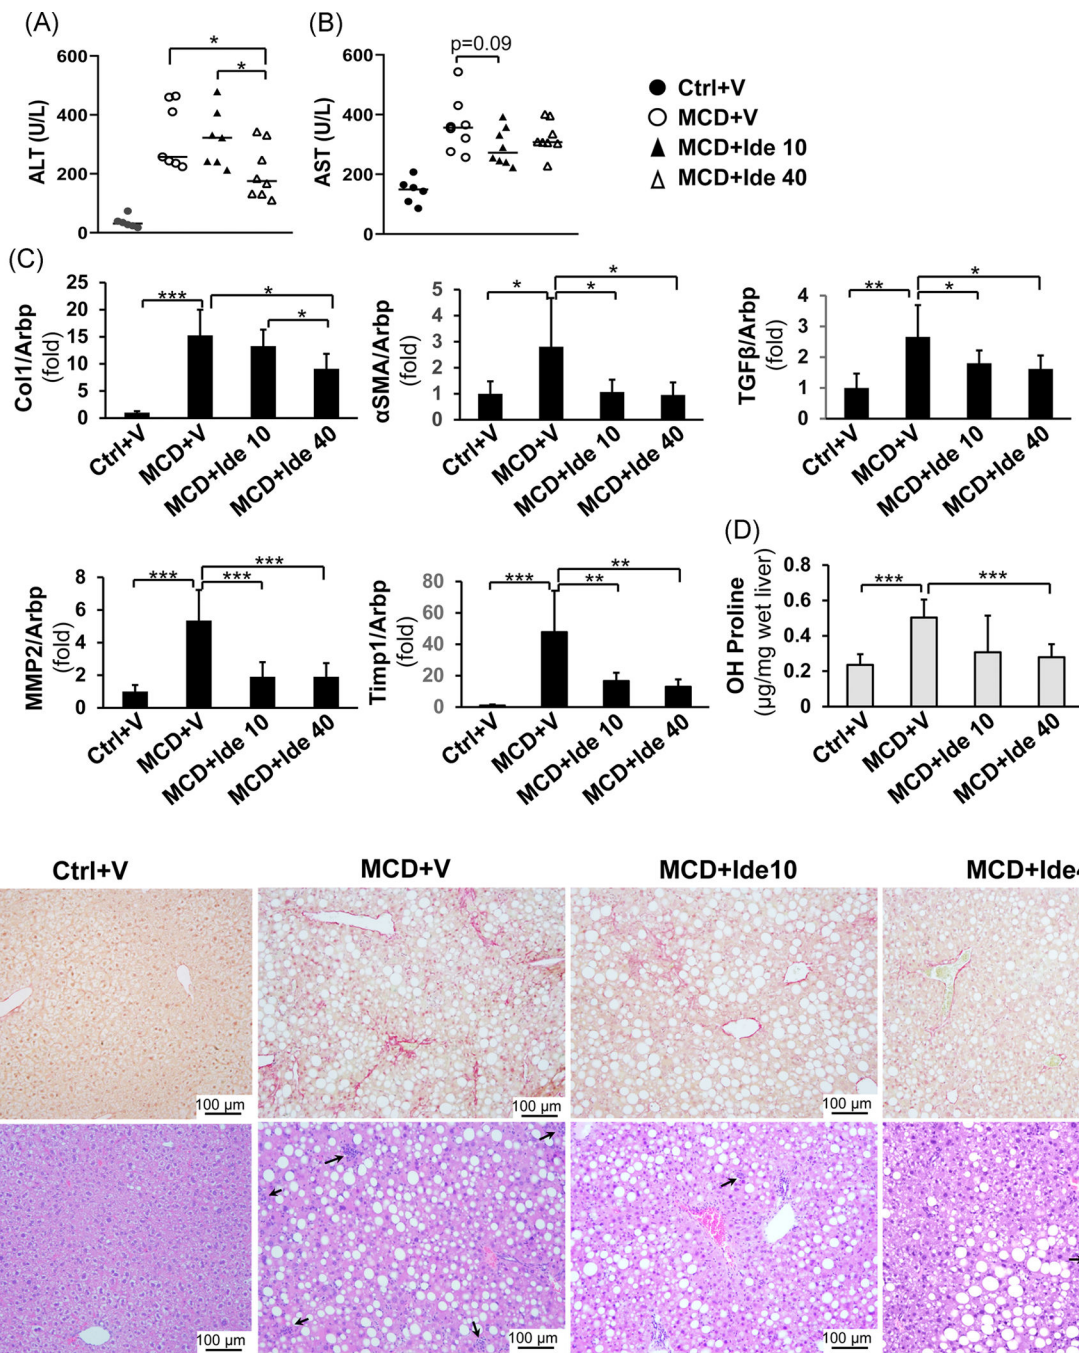 (A)
ALT (U/L)
600
400
200
0
*
*
(B)
AST (U/L)
600
400
200
0
p=0.09
Ctrl+V
MCD+V
MCD+Ide 10
MCD+Ide 40
(C)
Col1/Arbp
(fold)
25
20
15
10
5
0
***
*
*
Ctrl+V
MCD+V
MCD+Ide 10
MCD+Ide 40
αSMA/Arbp
(fold)
5
4
3
2
1
0
*
*
*
Ctrl+V
MCD+V
MCD+Ide 10
MCD+Ide 40
TGFβ/Arbp
(fold)
4
3
2
1
0
**
*
*
Ctrl+V
MCD+V
MCD+Ide 10
MCD+Ide 40
MMP2/Arbp
(fold)
8
6
4
2
0
***
***
***
Ctrl+V
MCD+V
MCD+Ide 10
MCD+Ide 40
Timp1/Arbp
(fold)
80
60
40
20
0
***
**
**
Ctrl+V
MCD+V
MCD+Ide 10
MCD+Ide 40
(D)
OH Proline
(µg/mg wet liver)
0.8
0.6
0.4
0.2
0
***
***
Ctrl+V
MCD+V
MCD+Ide 10
MCD+Ide 40
Ctrl+V
MCD+V
MCD+Ide10
MCD+Ide4
100 µm
100 µm
100 µm
100 µm
100 µm
100 µm